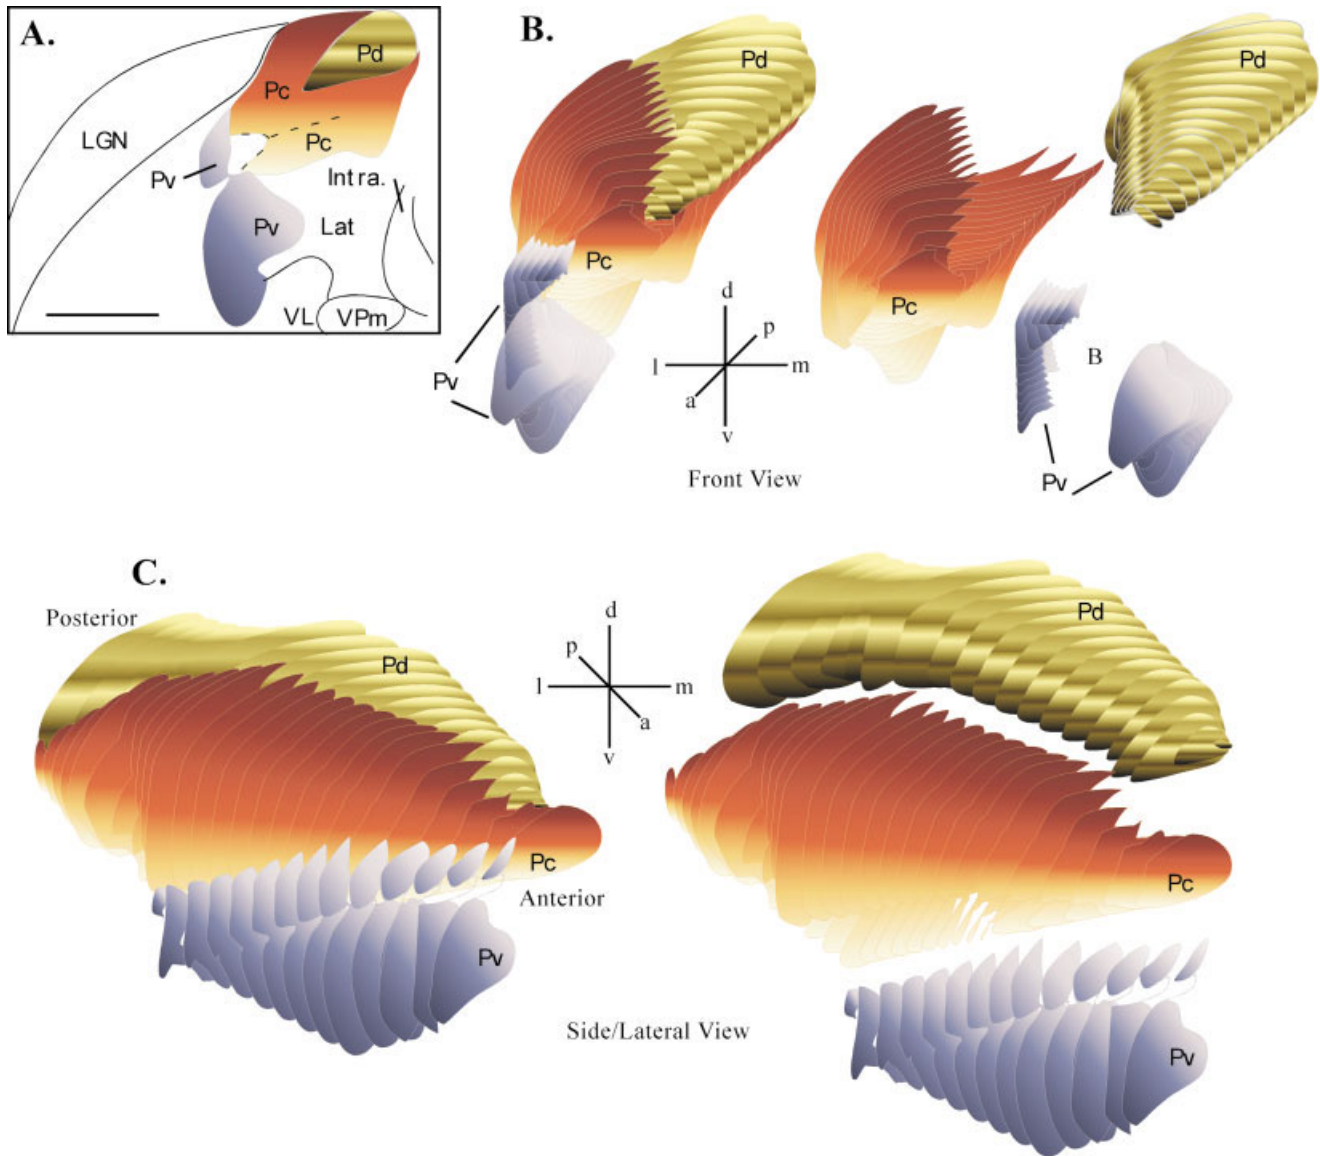 A.
Pd
Pc
LGN
Pc
Pv
Intra.
Pv
Lat
VL
VPm
B.
Pd
Pd
Pc
Pc
Pv
d
p
l
m
a
v
B
Pv
Front View
C.
Posterior
Pd
d
p
l
m
a
v
Pd
Pc
Anterior
Pc
Pv
Side/Lateral View
Pv